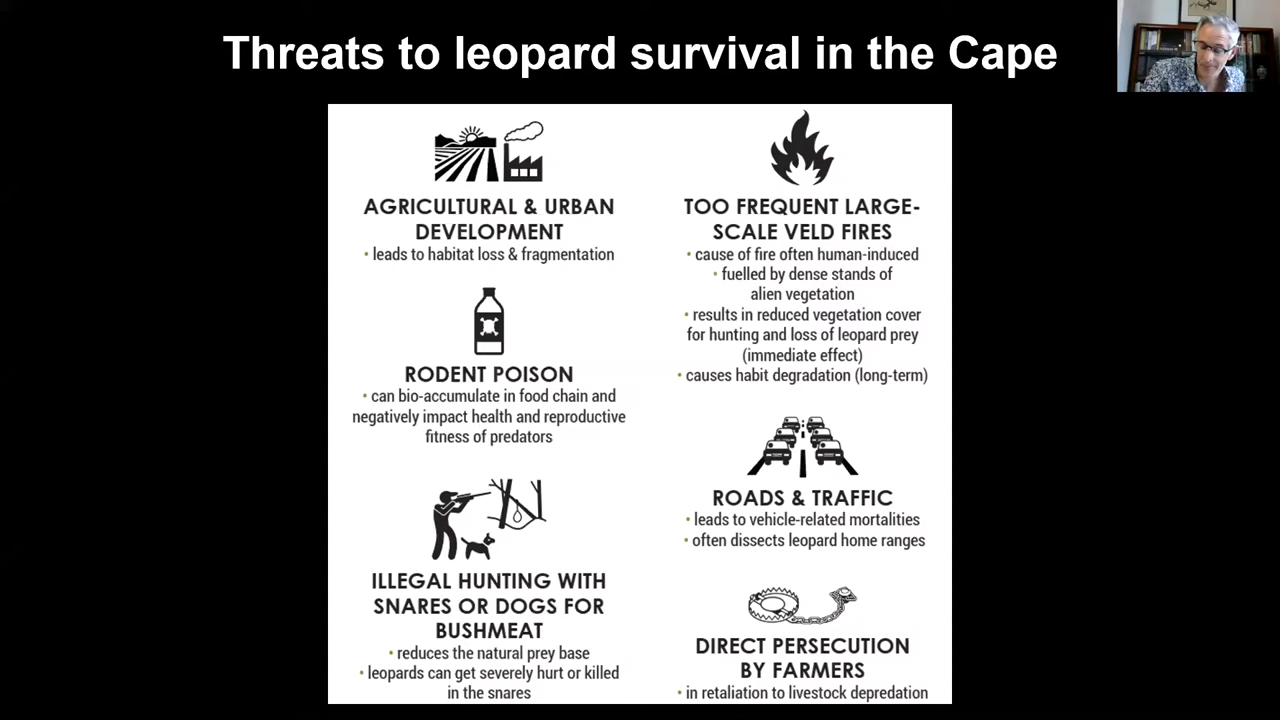 Threats to leopard survival in the Cape
AGRICULTURAL & URBAN
DEVELOPMENT
• leads to habitat loss & fragmentation
RODENT POISON
• can bio-accumulate in food chain and
negatively impact health and reproductive
fitness of predators
ILLEGAL HUNTING WITH
SNARES OR DOGS FOR
BUSHMEAT
• reduces the natural prey base
• leopards can get severely hurt or killed
in the snares
TOO FREQUENT LARGE-
SCALE VELD FIRES
• cause of fire often human-induced
• fuelled by dense stands of
alien vegetation
• results in reduced vegetation cover
for hunting and loss of leopard prey
(immediate effect)
• causes habit degradation (long-term)
ROADS & TRAFFIC
• leads to vehicle-related mortalities
• often dissects leopard home ranges
DIRECT PERSECUTION
BY FARMERS
• in retaliation to livestock depredation